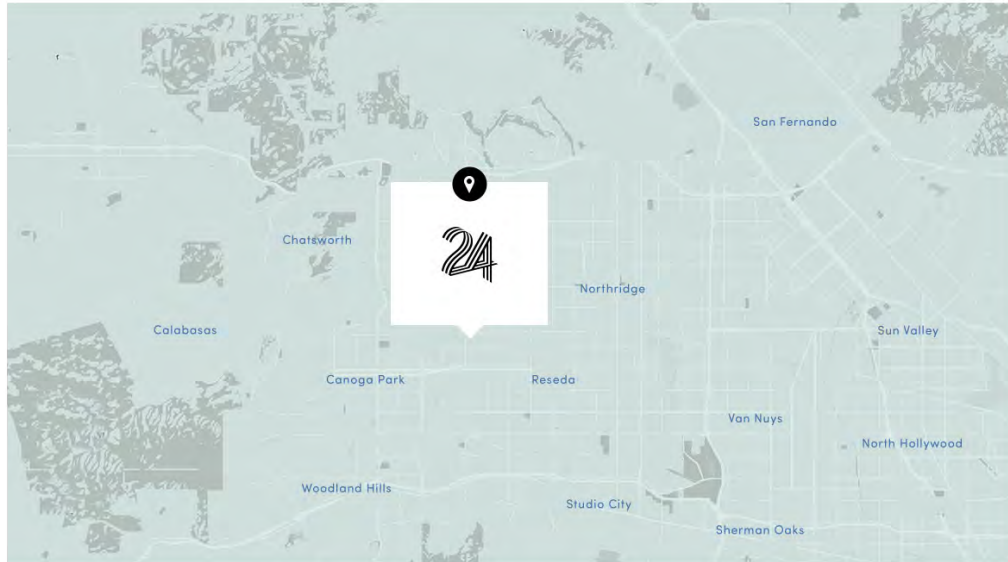 San Fernando
Chatsworth
24
Northridge
Calabasas
Sun Valley
Canoga Park
Reseda
Van Nuys
North Hollywood
Woodland Hills
Studio City
Sherman Oaks